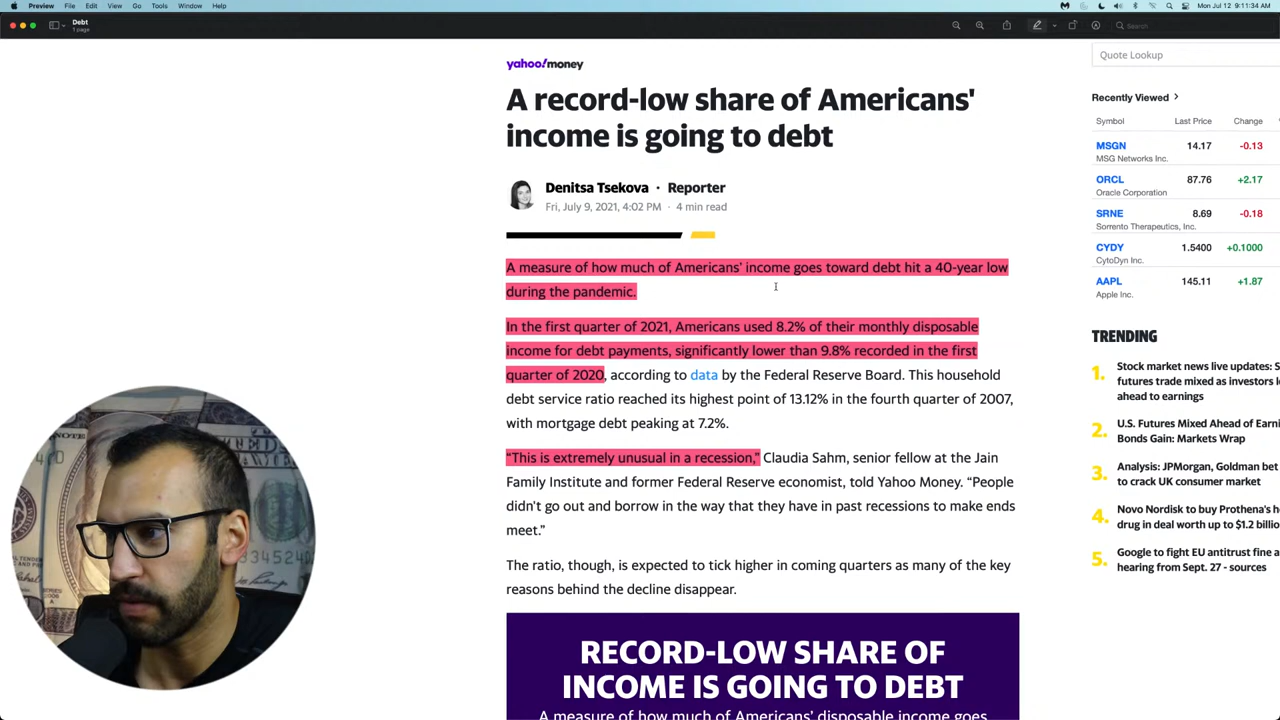 Preview File Edit View Go Tools Window Help
Mon Jul 12 9:11:34 AM
Debt
1 page
Search
yahoo!money
A record-low share of Americans'
income is going to debt
Denitsa Tsekova · Reporter
Fri, July 9, 2021, 4:02 PM · 4 min read
A measure of how much of Americans’ income goes toward debt hit a 40-year low
during the pandemic.
In the first quarter of 2021, Americans used 8.2% of their monthly disposable
income for debt payments, significantly lower than 9.8% recorded in the first
quarter of 2020, according to data by the Federal Reserve Board. This household
debt service ratio reached its highest point of 13.12% in the fourth quarter of 2007,
with mortgage debt peaking at 7.2%.
“This is extremely unusual in a recession,” Claudia Sahm, senior fellow at the Jain
Family Institute and former Federal Reserve economist, told Yahoo Money. “People
didn't go out and borrow in the way that they have in past recessions to make ends
meet.”
The ratio, though, is expected to tick higher in coming quarters as many of the key
reasons behind the decline disappear.
RECORD-LOW SHARE OF
INCOME IS GOING TO DEBT
A measure of how much of Americans’ disposable income goes
Quote Lookup
Recently Viewed >
Symbol Last Price Change
MSGN 14.17 -0.13
MSG Networks Inc.
ORCL 87.76 +2.17
Oracle Corporation
SRNE 8.69 -0.18
Sorrento Therapeutics, Inc.
CYDY 1.5400 +0.1000
CytoDyn Inc.
AAPL 145.11 +1.87
Apple Inc.
TRENDING
1. Stock market news live updates: S
futures trade mixed as investors l
ahead to earnings
2. U.S. Futures Mixed Ahead of Earni
Bonds Gain: Markets Wrap
3. Analysis: JPMorgan, Goldman bet
to crack UK consumer market
4. Novo Nordisk to buy Prothena's h
drug in deal worth up to $1.2 billio
5. Google to fight EU antitrust fine a
hearing from Sept. 27 - sources